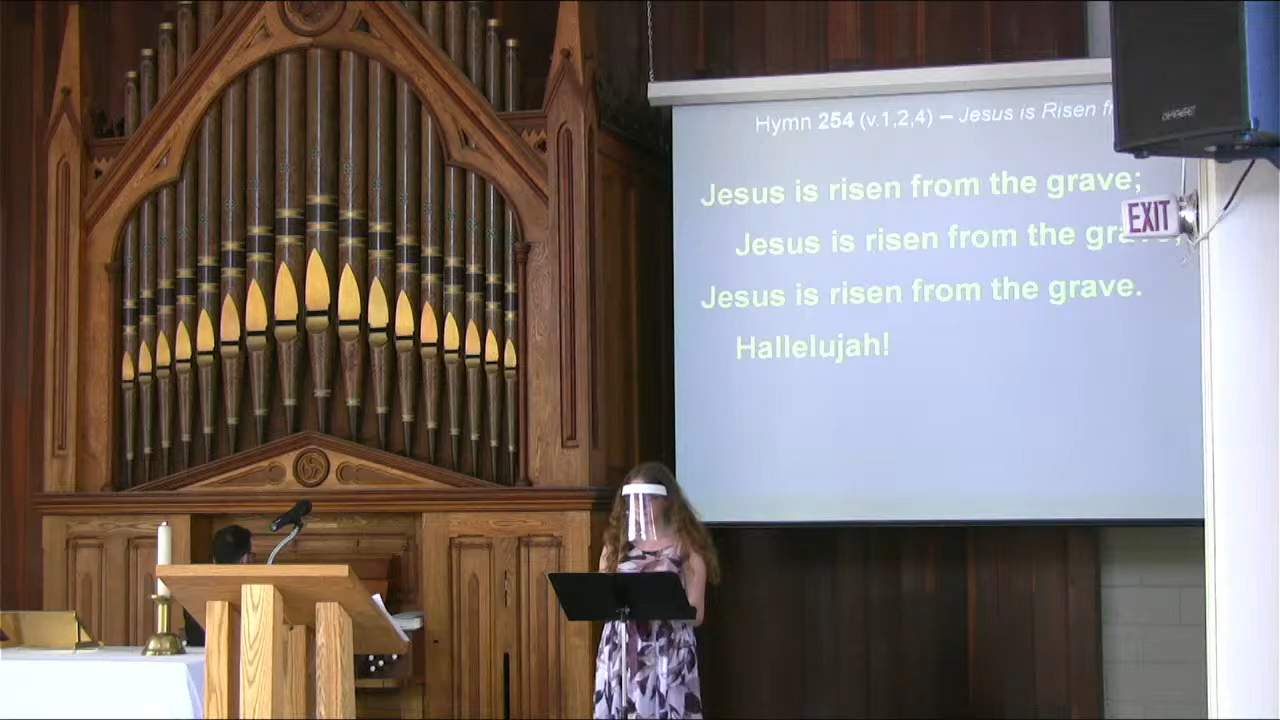 Hymn 254 (v.1,2,4) – Jesus is Risen
Jesus is risen from the grave;
Jesus is risen from the grave;
Jesus is risen from the grave.
Hallelujah!
EXIT